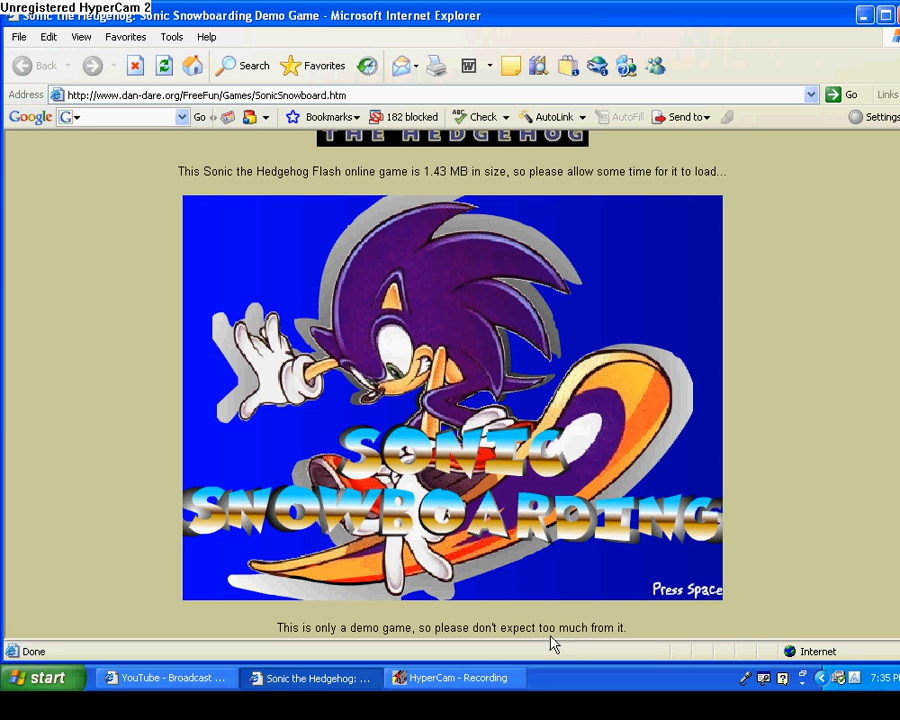 Unregistered HyperCam 2
Sonic the Hedgehog: Sonic Snowboarding Demo Game - Microsoft Internet Explorer
File Edit View Favorites Tools Help
Back Search Favorites
Address http://www.dan-dare.org/FreeFun/Games/SonicSnowboard.htm Go Links
Google G Go Bookmarks 182 blocked ABC Check AutoLink AutoFill Send to Settings
THE HEDGEHOG
This Sonic the Hedgehog Flash online game is 1.43 MB in size, so please allow some time for it to load...
SONIC
SNOWBOARDING
Press Space
This is only a demo game, so please don't expect too much from it.
Done Internet
start YouTube - Broadcast ... Sonic the Hedgehog: ... HyperCam - Recording 7:35 P